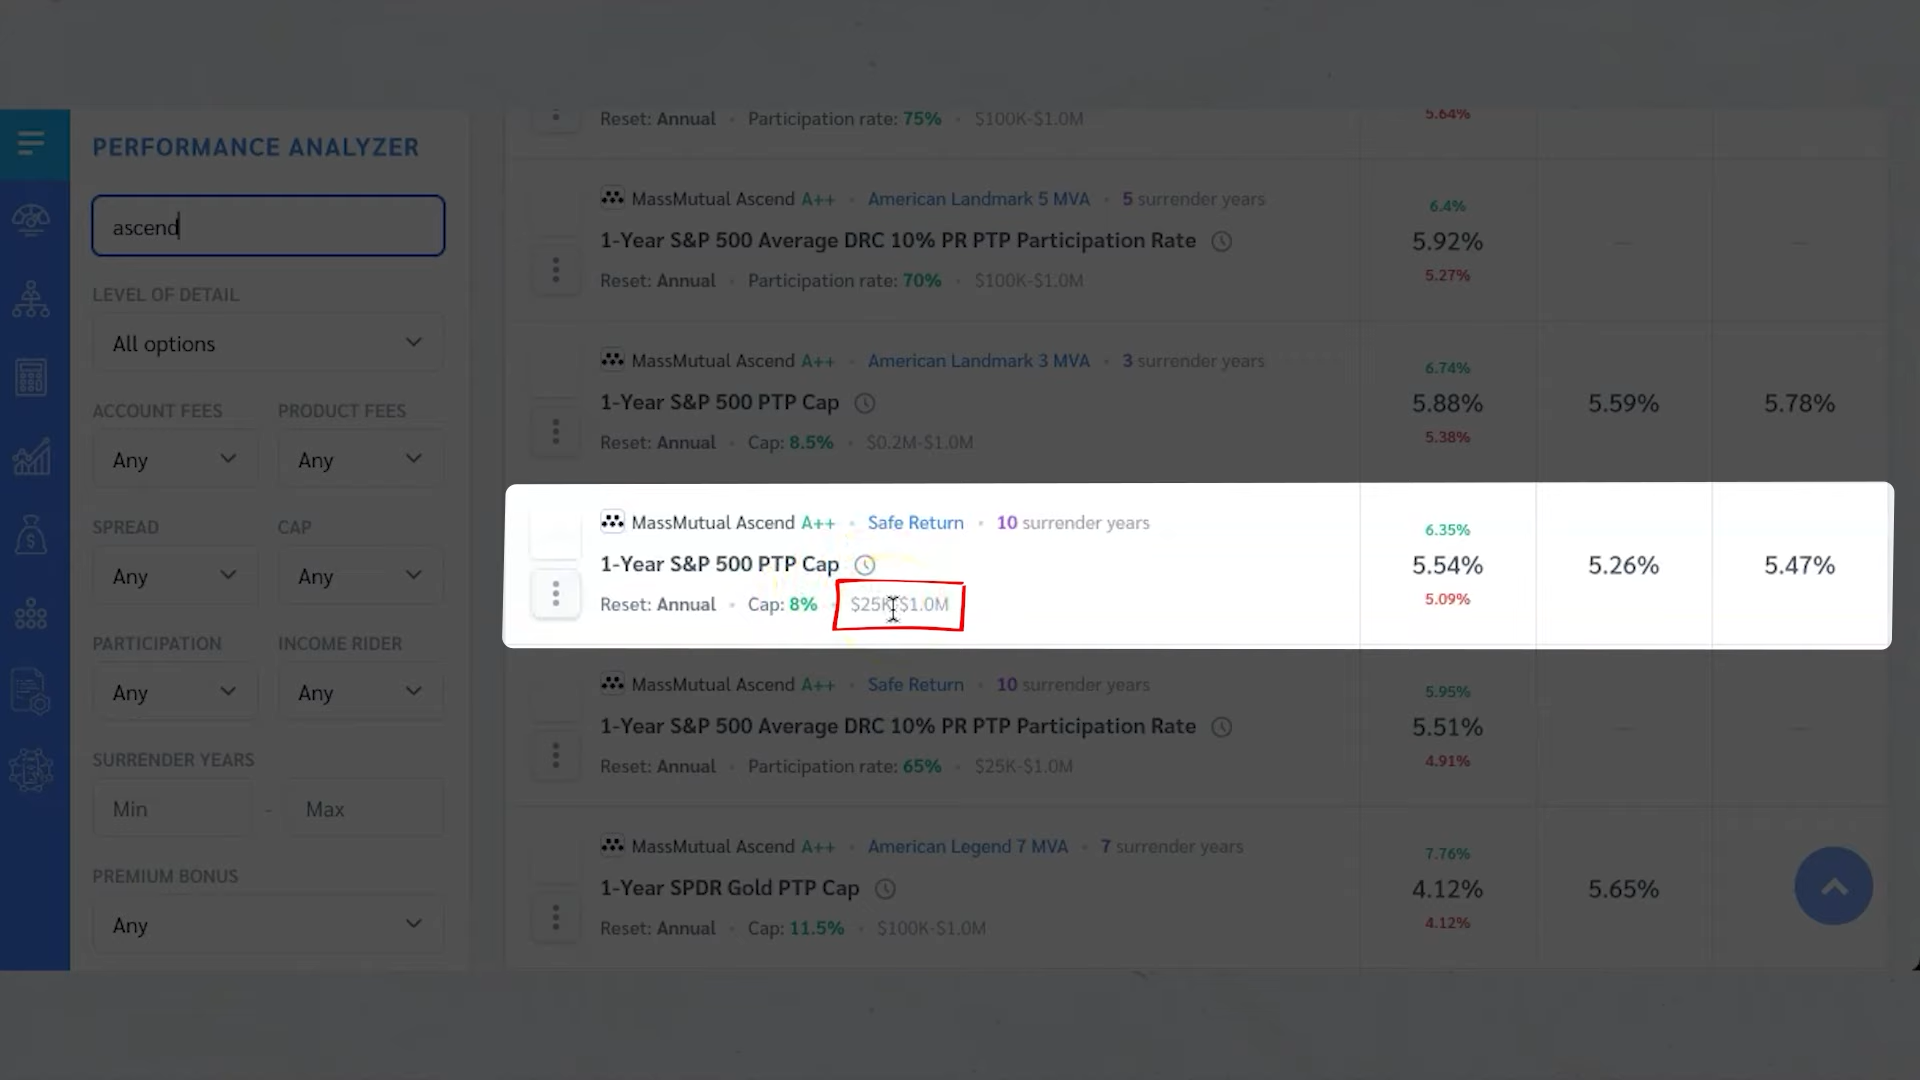 PERFORMANCE ANALYZER
ascend
LEVEL OF DETAIL
All options
ACCOUNT FEES PRODUCT FEES
Any Any
SPREAD CAP
Any Any
PARTICIPATION INCOME RIDER
Any Any
SURRENDER YEARS
Min - Max
PREMIUM BONUS
Any
Reset: Annual • Participation rate: 75% • $100K-$1.0M
5.64%
MassMutual Ascend A++ • American Landmark 5 MVA • 5 surrender years
1-Year S&P 500 Average DRC 10% PR PTP Participation Rate
Reset: Annual • Participation rate: 70% • $100K-$1.0M
6.4%
5.92% — —
5.27%
MassMutual Ascend A++ • American Landmark 3 MVA • 3 surrender years
1-Year S&P 500 PTP Cap
Reset: Annual • Cap: 8.5% • $0.2M-$1.0M
6.74%
5.88% 5.59% 5.78%
5.38%
MassMutual Ascend A++ • Safe Return • 10 surrender years
1-Year S&P 500 PTP Cap
Reset: Annual • Cap: 8% • $25K-$1.0M
6.35%
5.54% 5.26% 5.47%
5.09%
MassMutual Ascend A++ • Safe Return • 10 surrender years
1-Year S&P 500 Average DRC 10% PR PTP Participation Rate
Reset: Annual • Participation rate: 65% • $25K-$1.0M
5.95%
5.51% — —
4.91%
MassMutual Ascend A++ • American Legend 7 MVA • 7 surrender years
1-Year SPDR Gold PTP Cap
Reset: Annual • Cap: 11.5% • $100K-$1.0M
7.76%
4.12% 5.65%
4.12%